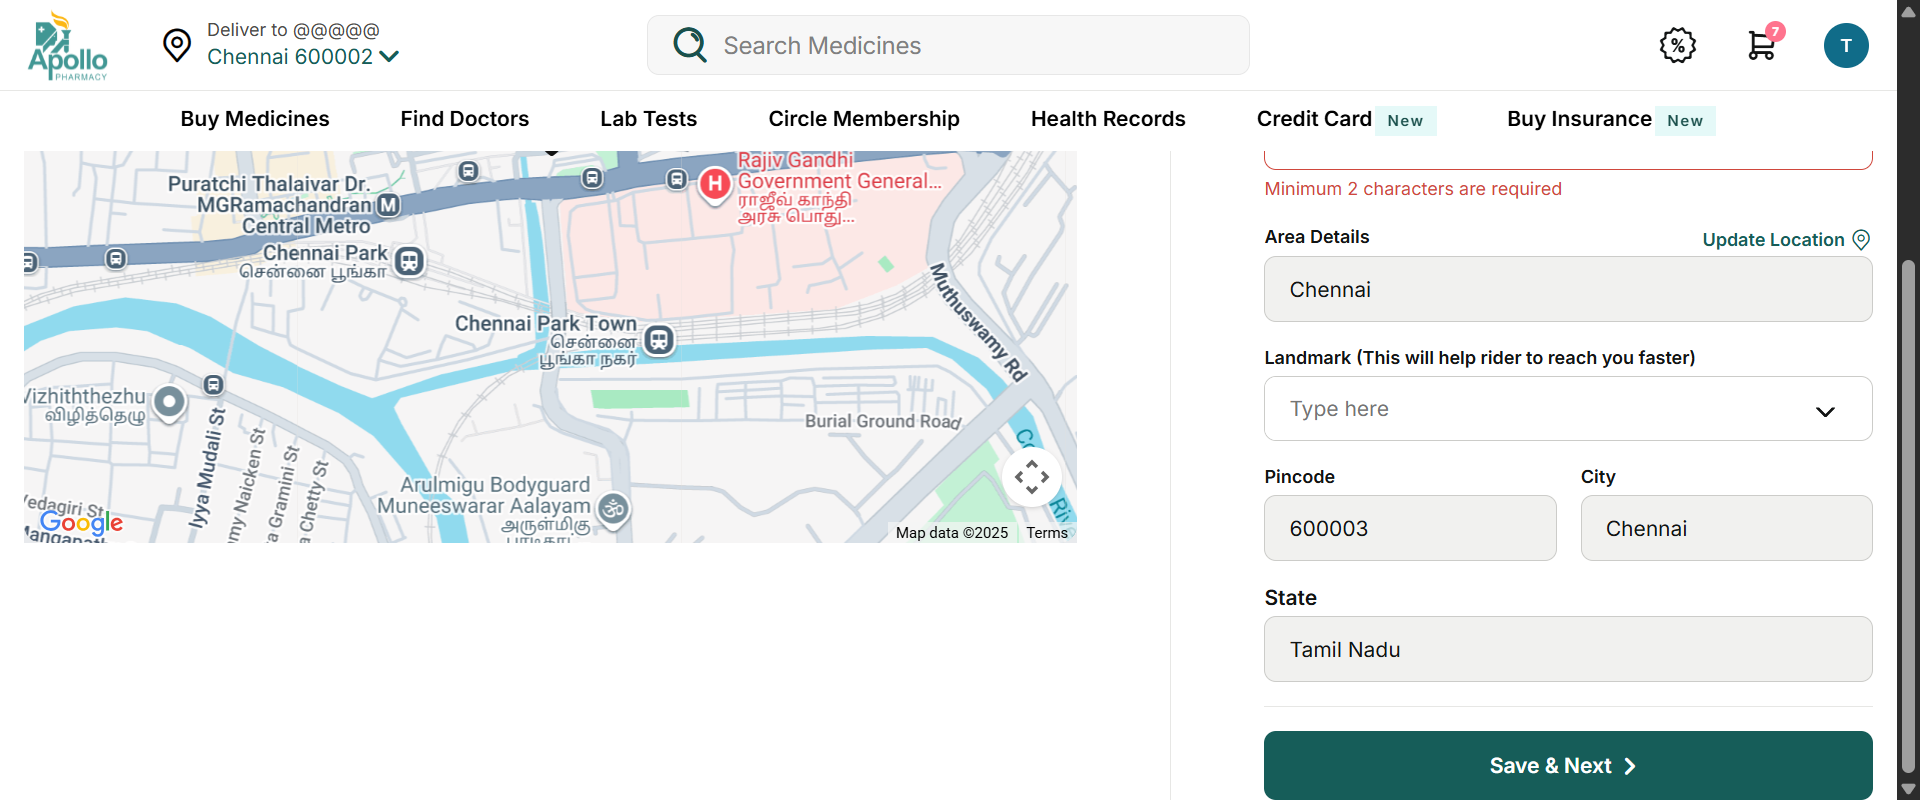 Apollo
PHARMACY
Deliver to @@@@@
Chennai 600002
Search Medicines
%
7
T
Buy Medicines
Find Doctors
Lab Tests
Circle Membership
Health Records
Credit Card New
Buy Insurance New
Rajiv Gandhi
Government General...
ராஜீவ் காந்தி
அரசு பொது...
H
Puratchi Thalaivar Dr.
MGRamachandran
Central Metro
M
Chennai Park
சென்னை பூங்கா
Chennai Park Town
சென்னை
பூங்கா நகர்
Muthuswamy Rd
Vizhiththezhu
விழித்தெழு
Iyya Mudali St
my Naicken St
a Gramini St
a Chetty St
Burial Ground Road
Arulmigu Bodyguard
Muneeswarar Aalayam
அருள்மிகு
ॐ
edagiri St
Google
Map data ©2025
Terms
Minimum 2 characters are required
Area Details
Update Location
Chennai
Landmark (This will help rider to reach you faster)
Type here
Pincode
City
600003
Chennai
State
Tamil Nadu
Save & Next